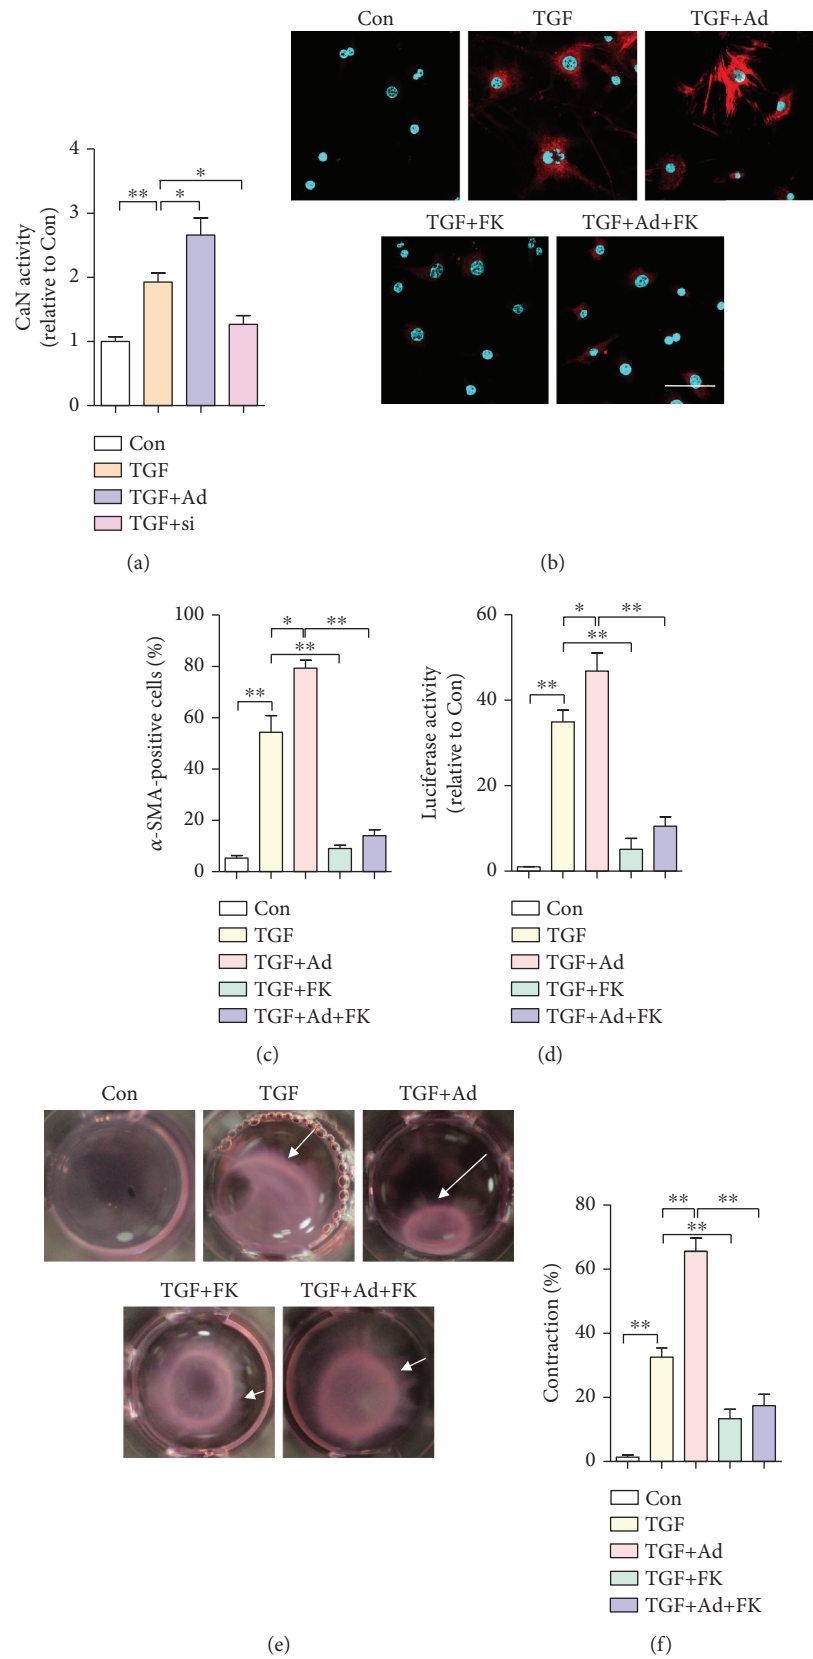 Con
TGF
TGF+Ad
TGF+FK
TGF+Ad+FK
4
3
2
1
0
CaN activity
(relative to Con)
**
*
*
Con
TGF
TGF+Ad
TGF+si
(a)
(b)
100
80
60
40
20
0
α-SMA-positive cells (%)
*
**
**
**
Con
TGF
TGF+Ad
TGF+FK
TGF+Ad+FK
(c)
60
40
20
0
Luciferase activity
(relative to Con)
*
**
**
**
Con
TGF
TGF+Ad
TGF+FK
TGF+Ad+FK
(d)
Con
TGF
TGF+Ad
TGF+FK
TGF+Ad+FK
(e)
80
60
40
20
0
Contraction (%)
**
**
**
**
Con
TGF
TGF+Ad
TGF+FK
TGF+Ad+FK
(f)